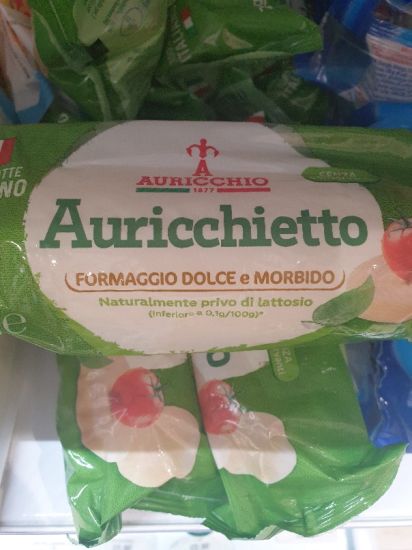 AURICCHIO
1877
SENZA
Auricchietto
FORMAGGIO DOLCE e MORBIDO
Naturalmente privo di lattosio
(inferiore a 0,1g/100g)*